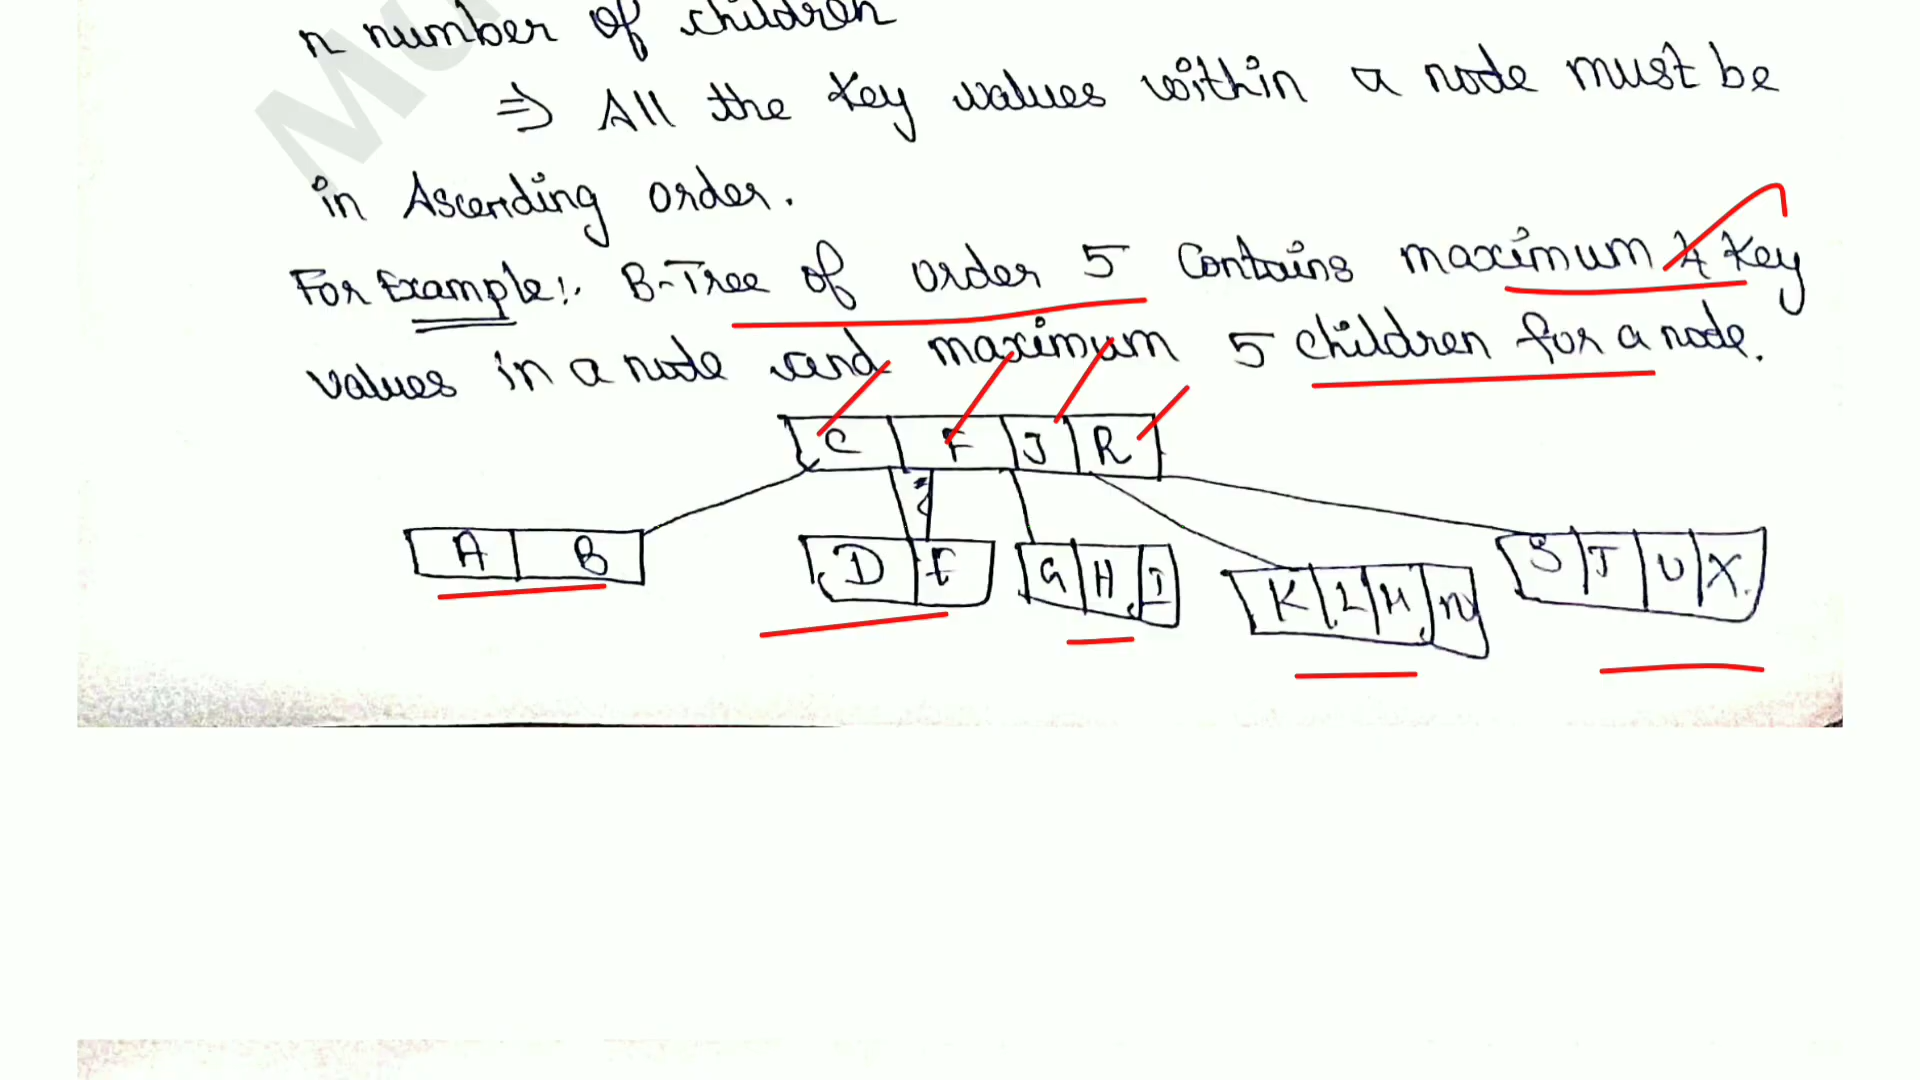 n number of children
⇒ All the key values within a node must be
in Ascending order.
For Example:. B-Tree of order 5 contains maximum 4 key
values in a node and maximum 5 children for a node.
C F J R
A B
D E
G H I
K L M N
S T U X